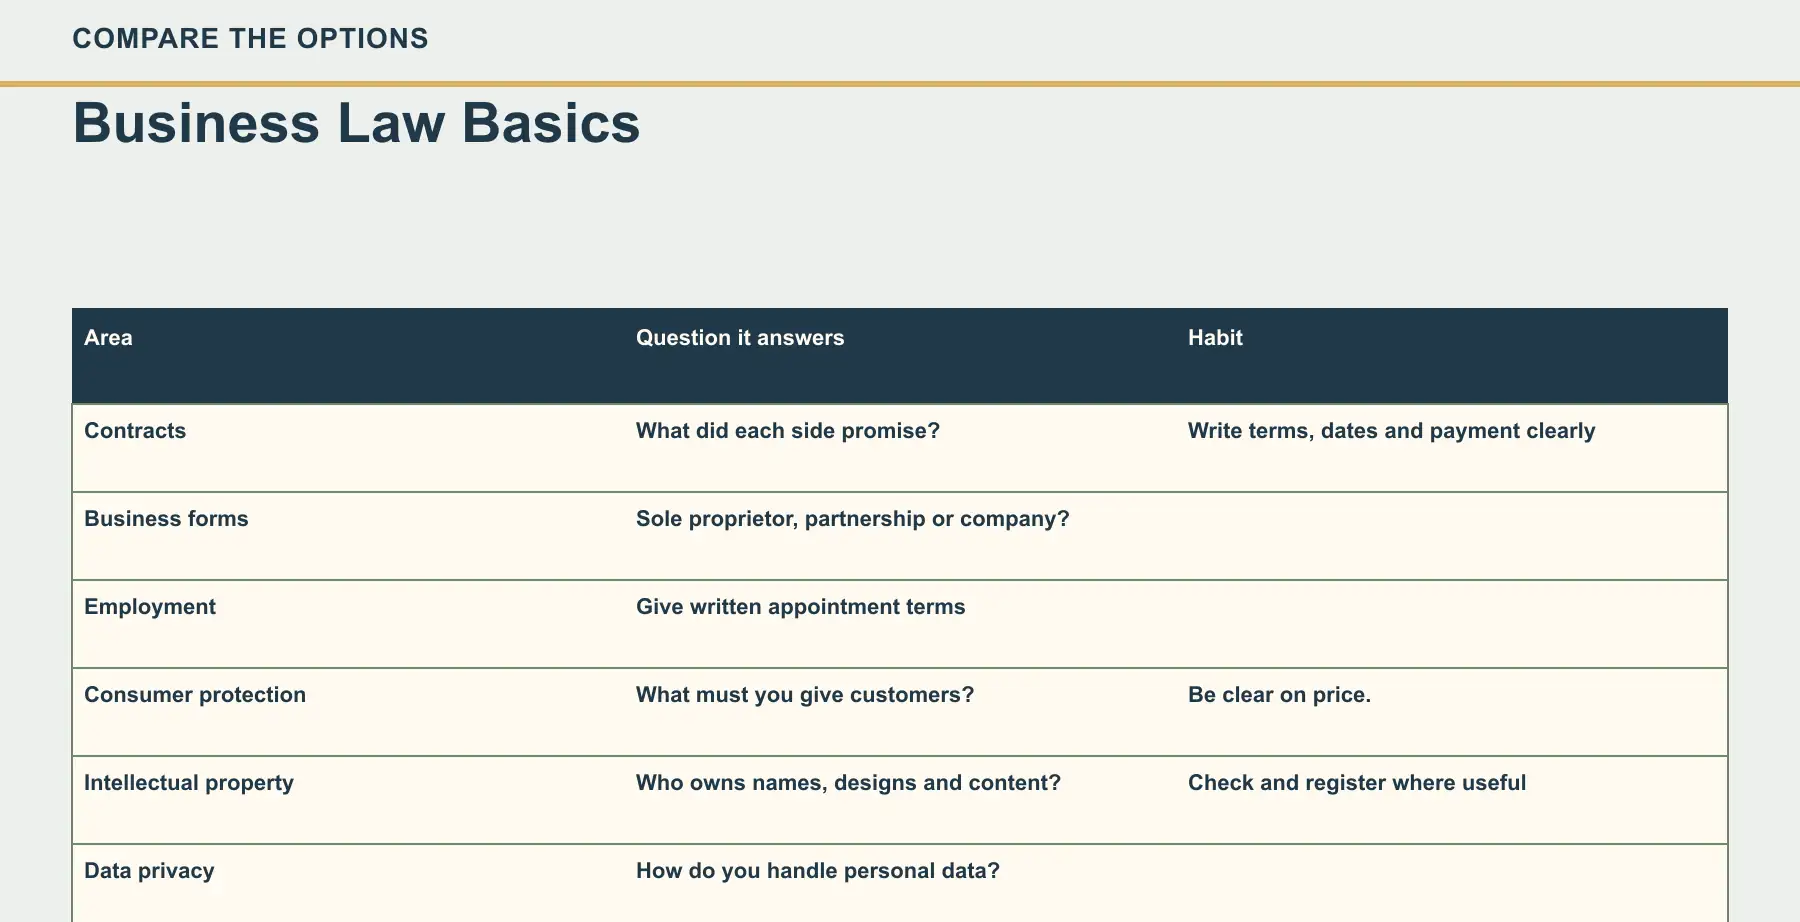 COMPARE THE OPTIONS
Business Law Basics
Area Question it answers Habit
Contracts What did each side promise? Write terms, dates and payment clearly
Business forms Sole proprietor, partnership or company?
Employment Give written appointment terms
Consumer protection What must you give customers? Be clear on price.
Intellectual property Who owns names, designs and content? Check and register where useful
Data privacy How do you handle personal data?